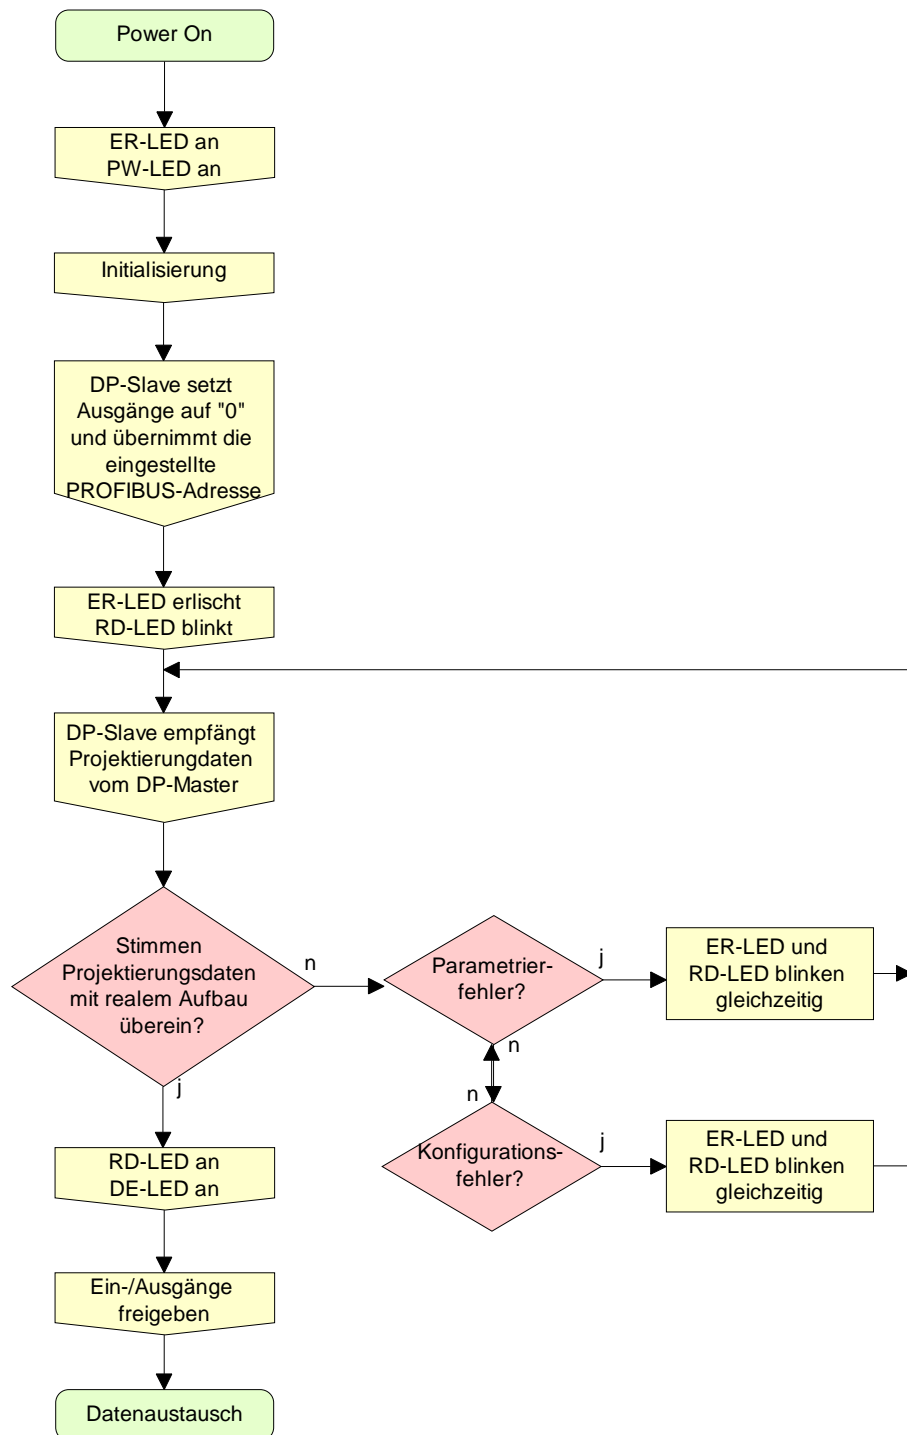 Power On
ER-LED an
PW-LED an
Initialisierung
DP-Slave setzt
Ausgänge auf "0"
und übernimmt die
eingestellte
PROFIBUS-Adresse
ER-LED erlischt
RD-LED blinkt
DP-Slave empfängt
Projektierungdaten
vom DP-Master
Stimmen
Projektierungsdaten
mit realem Aufbau
überein?
n
j
Parametrier-
fehler?
j
n
ER-LED und
RD-LED blinken
gleichzeitig
n
Konfigurations-
fehler?
j
ER-LED und
RD-LED blinken
gleichzeitig
RD-LED an
DE-LED an
Ein-/Ausgänge
freigeben
Datenaustausch